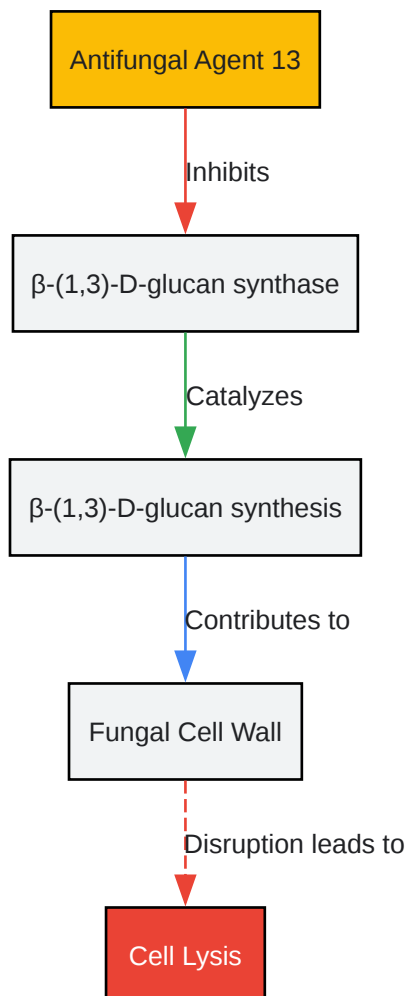 Antifungal Agent 13
Inhibits
β-(1,3)-D-glucan synthase
Catalyzes
β-(1,3)-D-glucan synthesis
Contributes to
Fungal Cell Wall
Disruption leads to
Cell Lysis